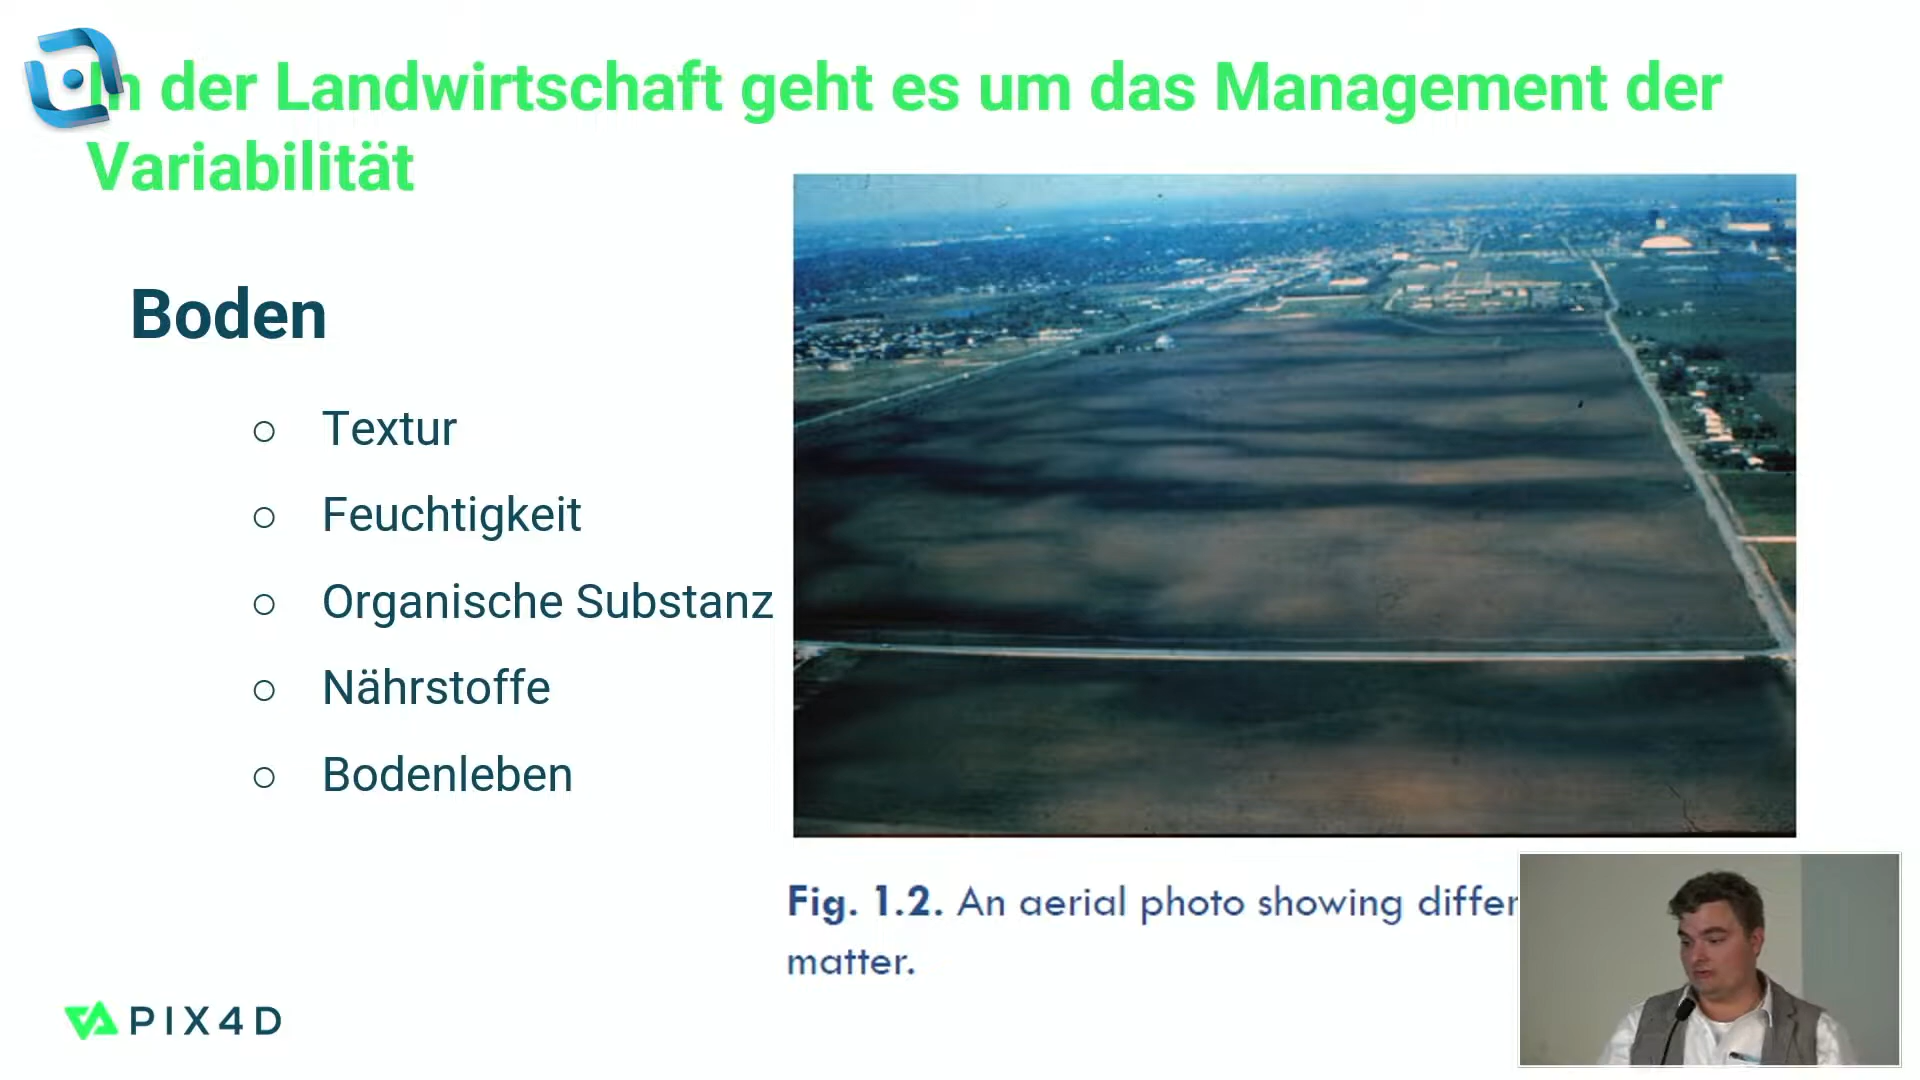 In der Landwirtschaft geht es um das Management der
Variabilität
Boden
Textur
Feuchtigkeit
Organische Substanz
Nährstoffe
Bodenleben
Fig. 1.2. An aerial photo showing
matter.
PIX4D